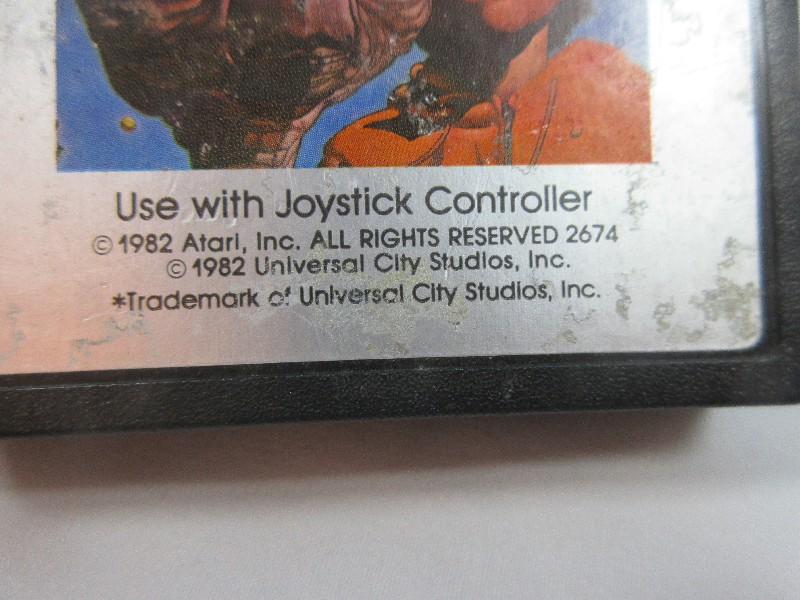 Use with Joystick Controller
©1982 Atari, Inc. ALL RIGHTS RESERVED 2674
©1982 Universal City Studios, Inc.
*Trademark of Universal City Studios, Inc.